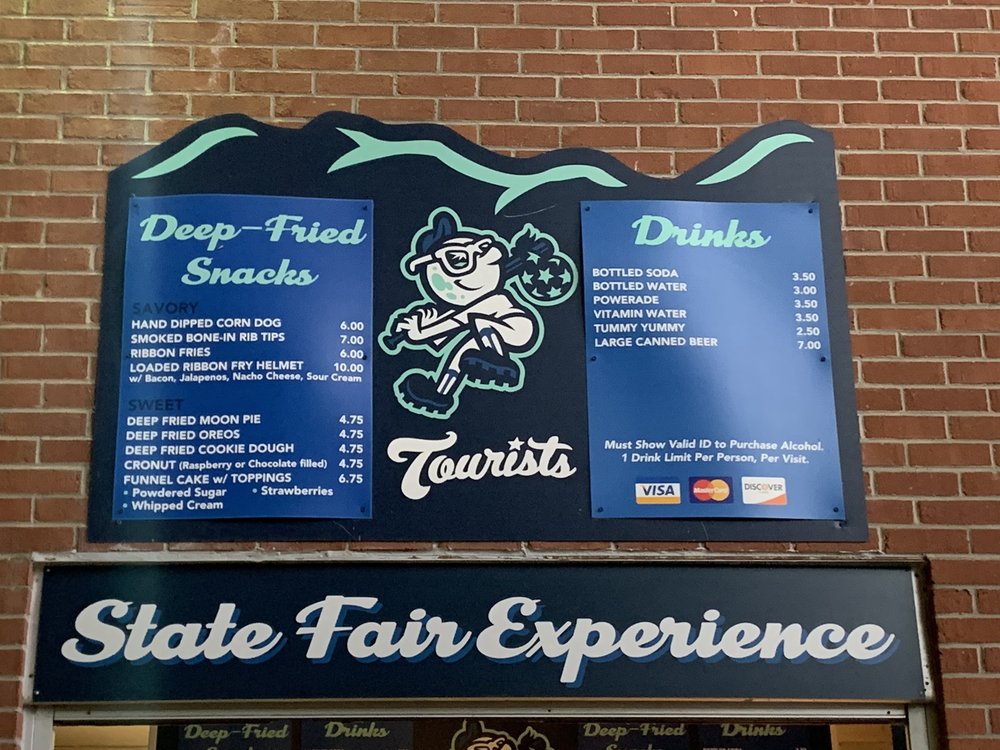 Deep-Fried
Snacks
SAVORY
HAND DIPPED CORN DOG 6.00
SMOKED BONE-IN RIB TIPS 7.00
RIBBON FRIES 6.00
LOADED RIBBON FRY HELMET 10.00
w/ Bacon, Jalapenos, Nacho Cheese, Sour Cream
SWEET
DEEP FRIED MOON PIE 4.75
DEEP FRIED OREOS 4.75
DEEP FRIED COOKIE DOUGH 4.75
CRONUT (Raspberry or Chocolate filled) 4.75
FUNNEL CAKE W/ TOPPINGS 6.75
• Powdered Sugar • Strawberries
• Whipped Cream
Tourists
Drinks
BOTTLED SODA 3.50
BOTTLED WATER 3.00
POWERADE 3.50
VITAMIN WATER 3.50
TUMMY YUMMY 2.50
LARGE CANNED BEER 7.00
Must Show Valid ID to Purchase Alcohol.
1 Drink Limit Per Person, Per Visit.
VISA MasterCard DISCOVER
State Fair Experience
Deep-Fried Drinks Deep-Fried Drinks
Snacks Snacks